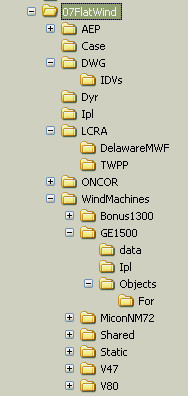 07FlatWind
AEP
Case
DWG
IDVs
Dyr
Ipl
LCRA
DelawareMWF
TWPP
ONCOR
WindMachines
Bonus1300
GE1500
data
Ipl
Objects
For
MiconNM72
Shared
Static
V47
V80